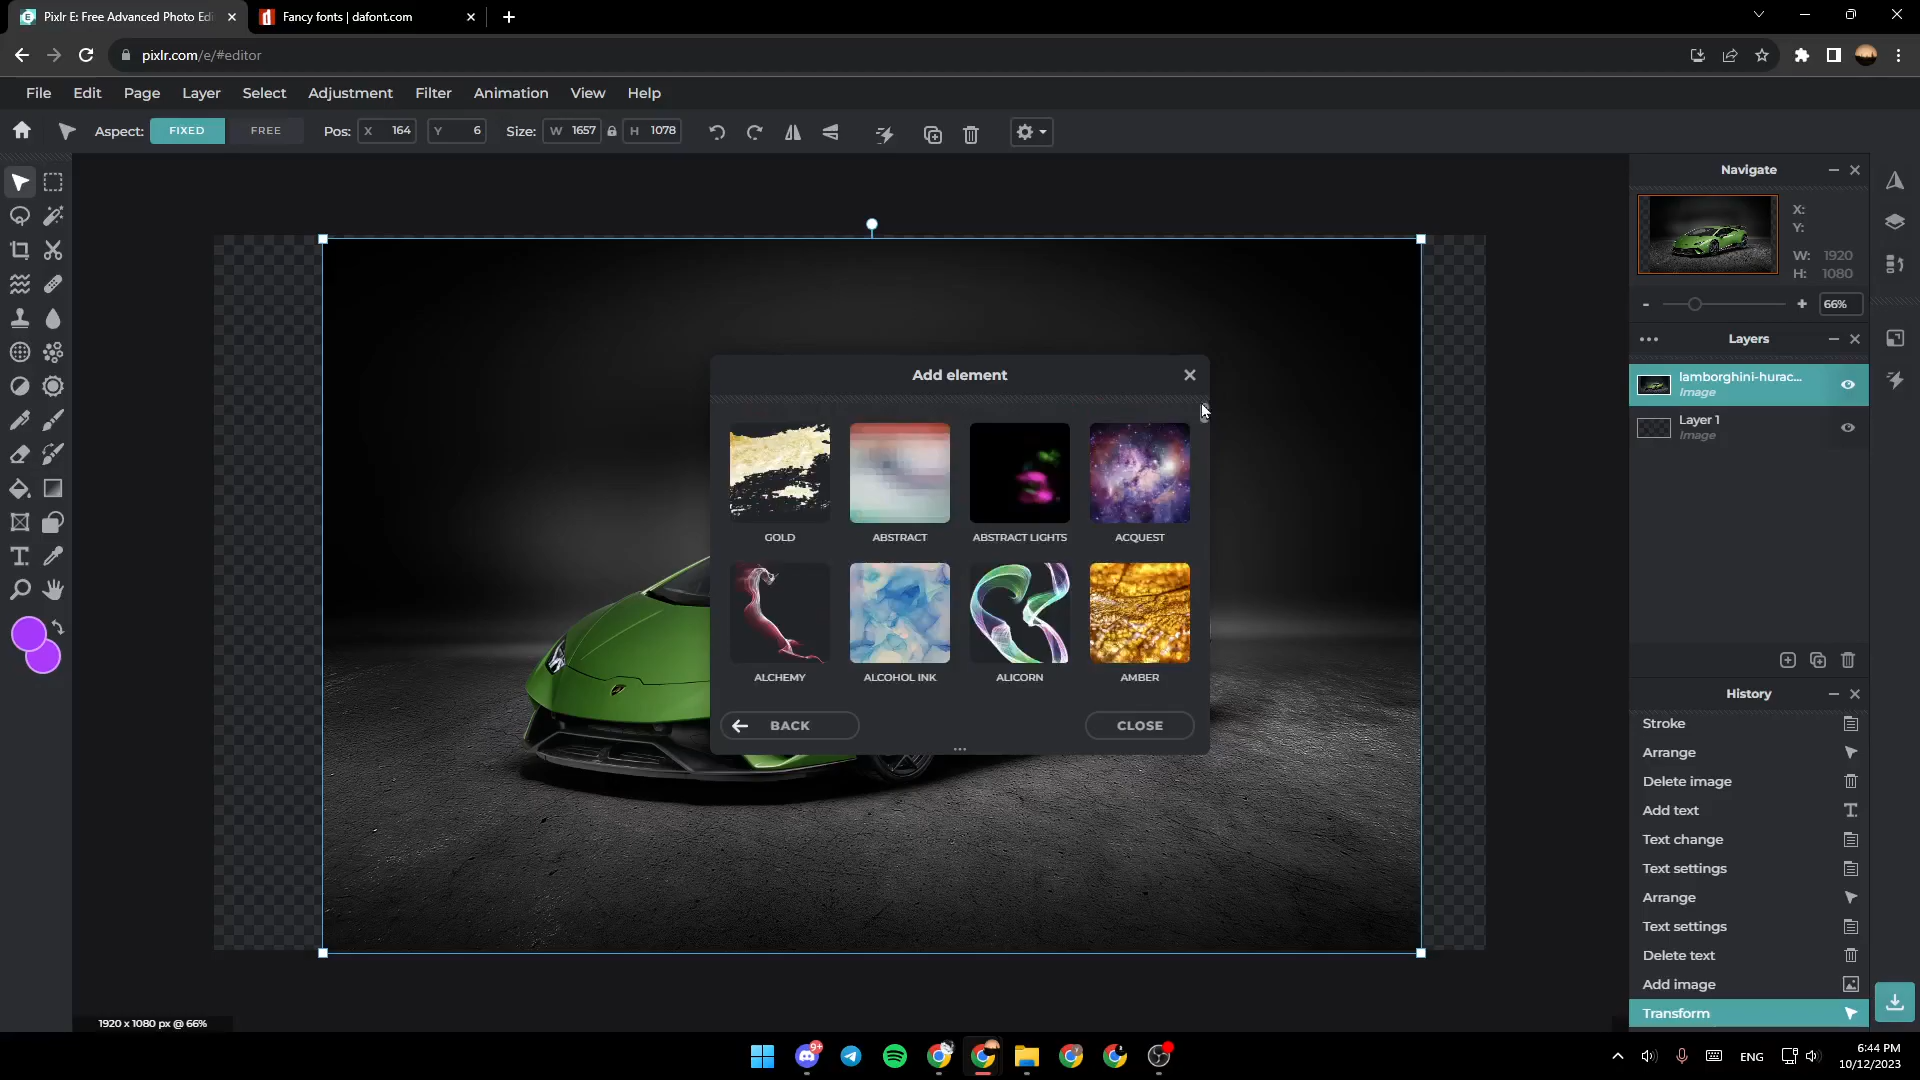 Pixlr E: Free Advanced Photo Edi
Fancy fonts | dafont.com
pixlr.com/e/#editor
File Edit Page Layer Select Adjustment Filter Animation View Help
Aspect: FIXED FREE Pos: X 164 Y 6 Size: W 1657 H 1078
Navigate
X:
Y:
W: 1920
H: 1080
- + 66%
Layers
lamborghini-hurac...
Image
Layer 1
Image
Add element
GOLD ABSTRACT ABSTRACT LIGHTS ACQUEST
ALCHEMY ALCOHOL INK ALICORN AMBER
BACK CLOSE
History
Stroke
Arrange
Delete image
Add text
Text change
Text settings
Arrange
Text settings
Delete text
Add image
Transform
1920 x 1080 px @ 66%
9+
ENG
6:44 PM
10/12/2023